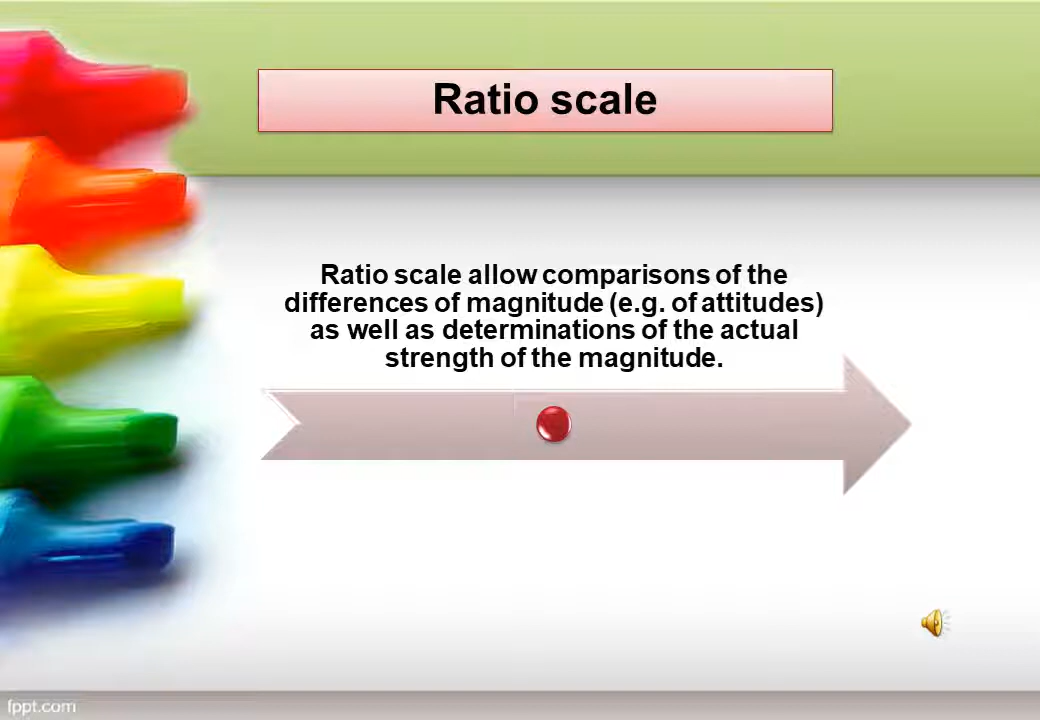 Ratio scale
Ratio scale allow comparisons of the
differences of magnitude (e.g. of attitudes)
as well as determinations of the actual
strength of the magnitude.
fppt.com